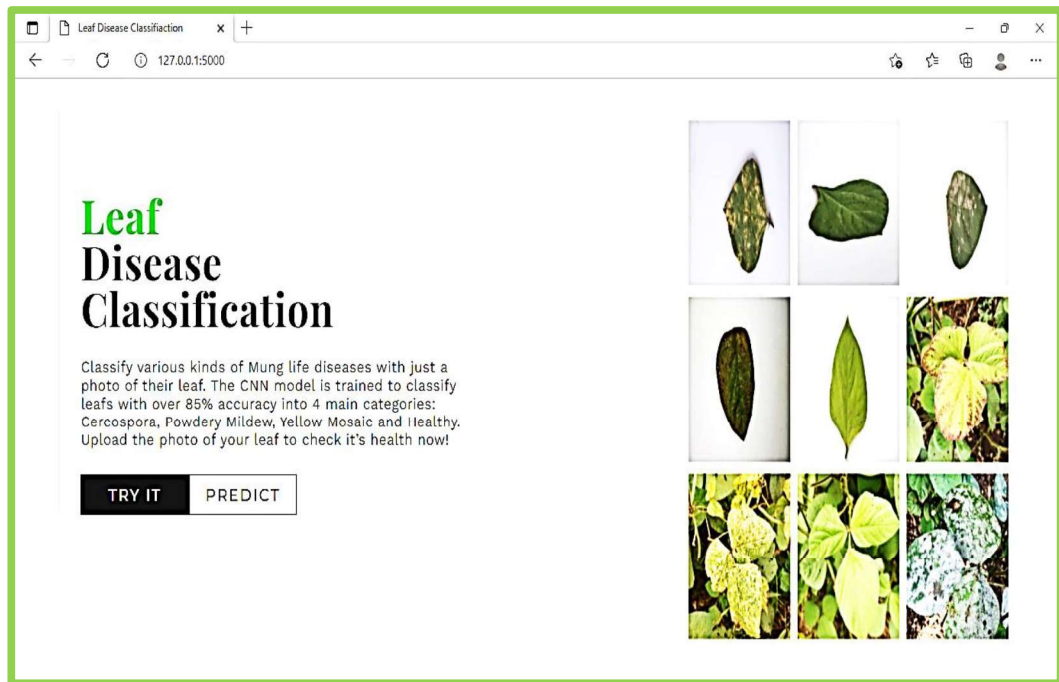 Leaf Disease Classifiaction
127.0.0.1:5000
Leaf
Disease
Classification
Classify various kinds of Mung life diseases with just a
photo of their leaf. The CNN model is trained to classify
leafs with over 85% accuracy into 4 main categories:
Cercospora, Powdery Mildew, Yellow Mosaic and Healthy.
Upload the photo of your leaf to check it's health now!
TRY IT PREDICT